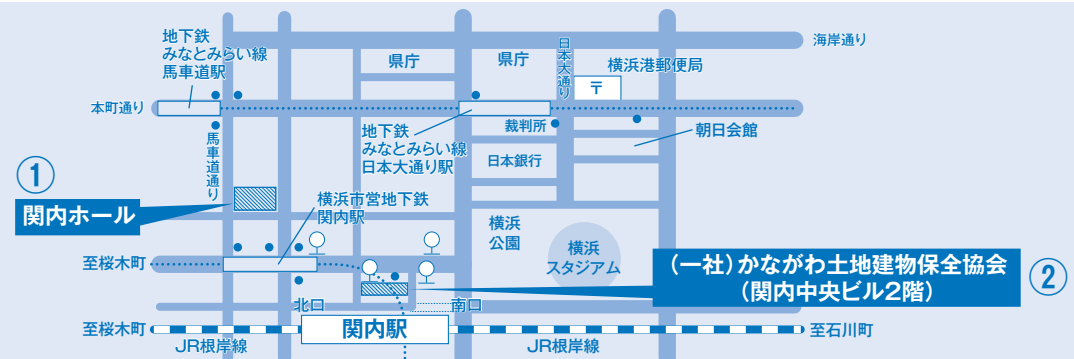 海岸通り
地下鉄
みなとみらい線
馬車道駅
県庁
県庁
日本大通り
横浜港郵便局
〒
本町通り
地下鉄
みなとみらい線
日本大通り駅
裁判所
朝日会館
日本銀行
馬車道通り
①
関内ホール
横浜市営地下鉄
関内駅
横浜
公園
横浜
スタジアム
至桜木町
(一社)かながわ土地建物保全協会
(関内中央ビル2階)
②
北口
南口
至桜木町
関内駅
至石川町
JR根岸線
JR根岸線